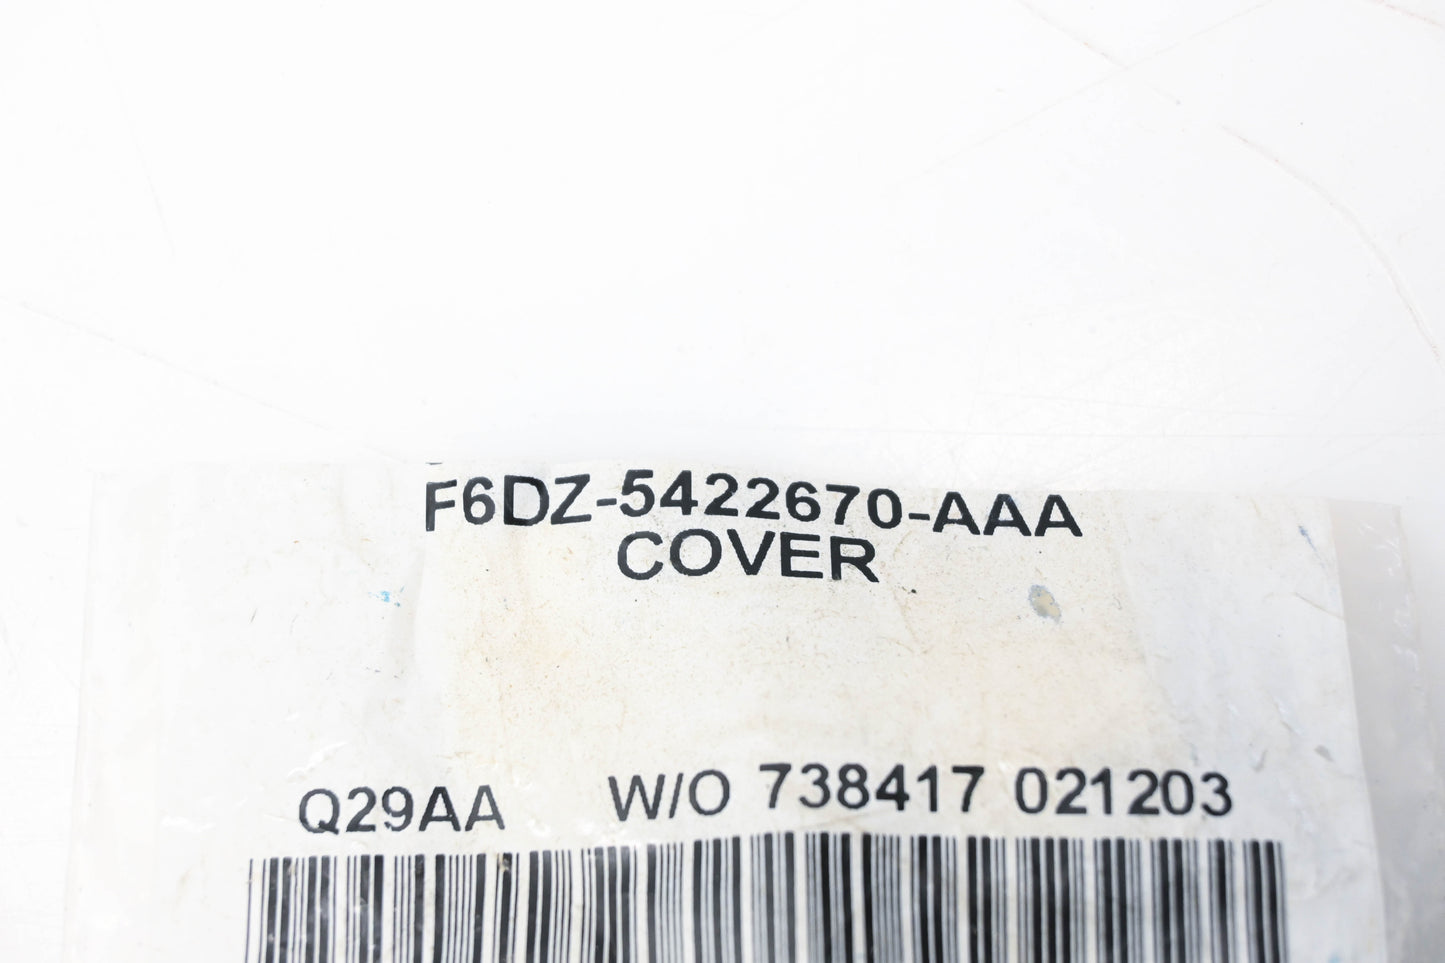 F6DZ-5422670-AAA
COVER
Q29AA W/O 738417 021203